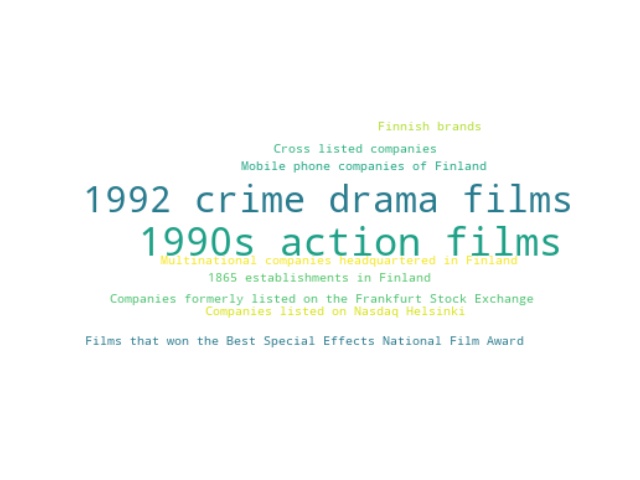 Finnish brands
Cross listed companies
Mobile phone companies of Finland
1992 crime drama films
1990s action films
Multinational companies headquartered in Finland
1865 establishments in Finland
Companies formerly listed on the Frankfurt Stock Exchange
Companies listed on Nasdaq Helsinki
Films that won the Best Special Effects National Film Award